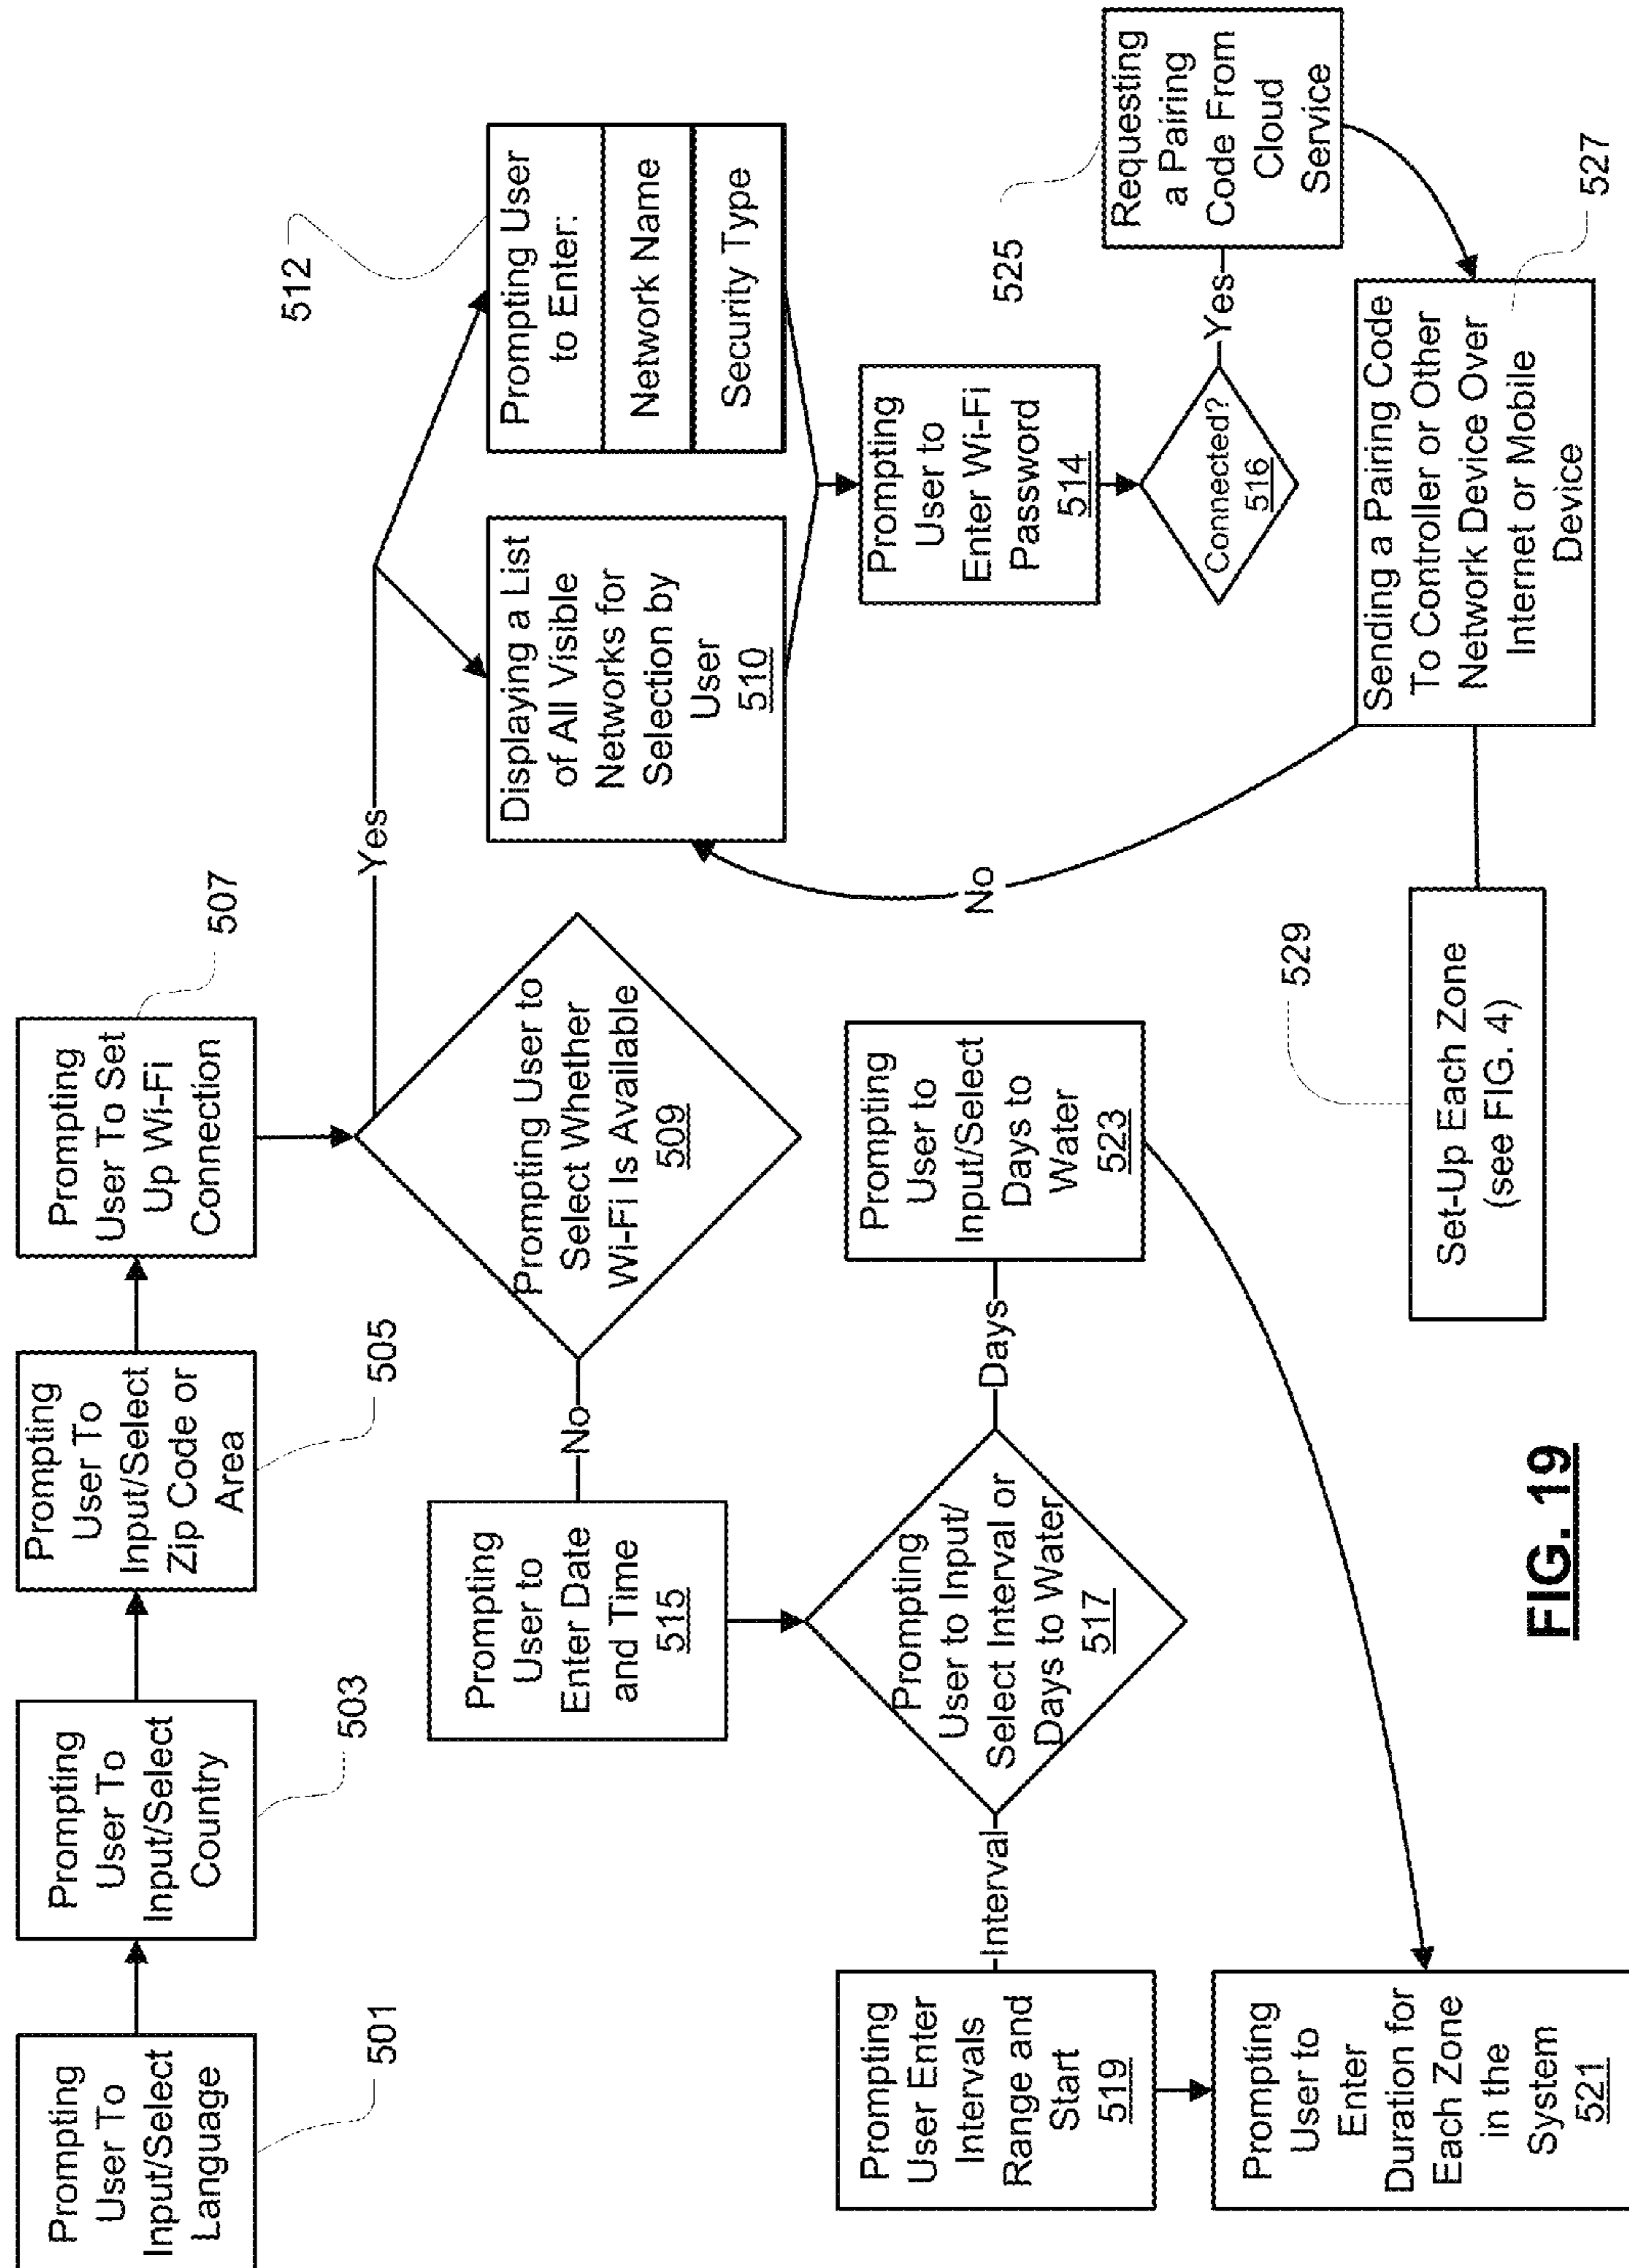 Prompting
User To
Input/Select
Language
501
Prompting
User To
Input/Select
Country
503
Prompting
User To
Input/Select
Zip Code or
Area
505
Prompting
User To Set
Up Wi-Fi
Connection
507
Prompting User to
Select Whether
Wi-Fi Is Available
509
Yes
No
Displaying a List
of All Visible
Networks for
Selection by
User
510
512
Prompting User
to Enter:
Network Name
Security Type
Prompting
User to
Enter Wi-Fi
Password
514
Connected?
516
Yes
525
Requesting
a Pairing
Code From
Cloud
Service
Sending a Pairing Code
To Controller or Other
Network Device Over
Internet or Mobile
Device
527
No
529
Set-Up Each Zone
(see FIG. 4)
Prompting
User to
Enter Date
and Time
515
Prompting
User to Input/
Select Interval or
Days to Water
517
Interval
Days
Prompting
User Enter
Intervals
Range and
Start
519
Prompting
User to
Input/Select
Days to
Water
523
Prompting
User to
Enter
Duration for
Each Zone
in the
System
521
FIG. 19